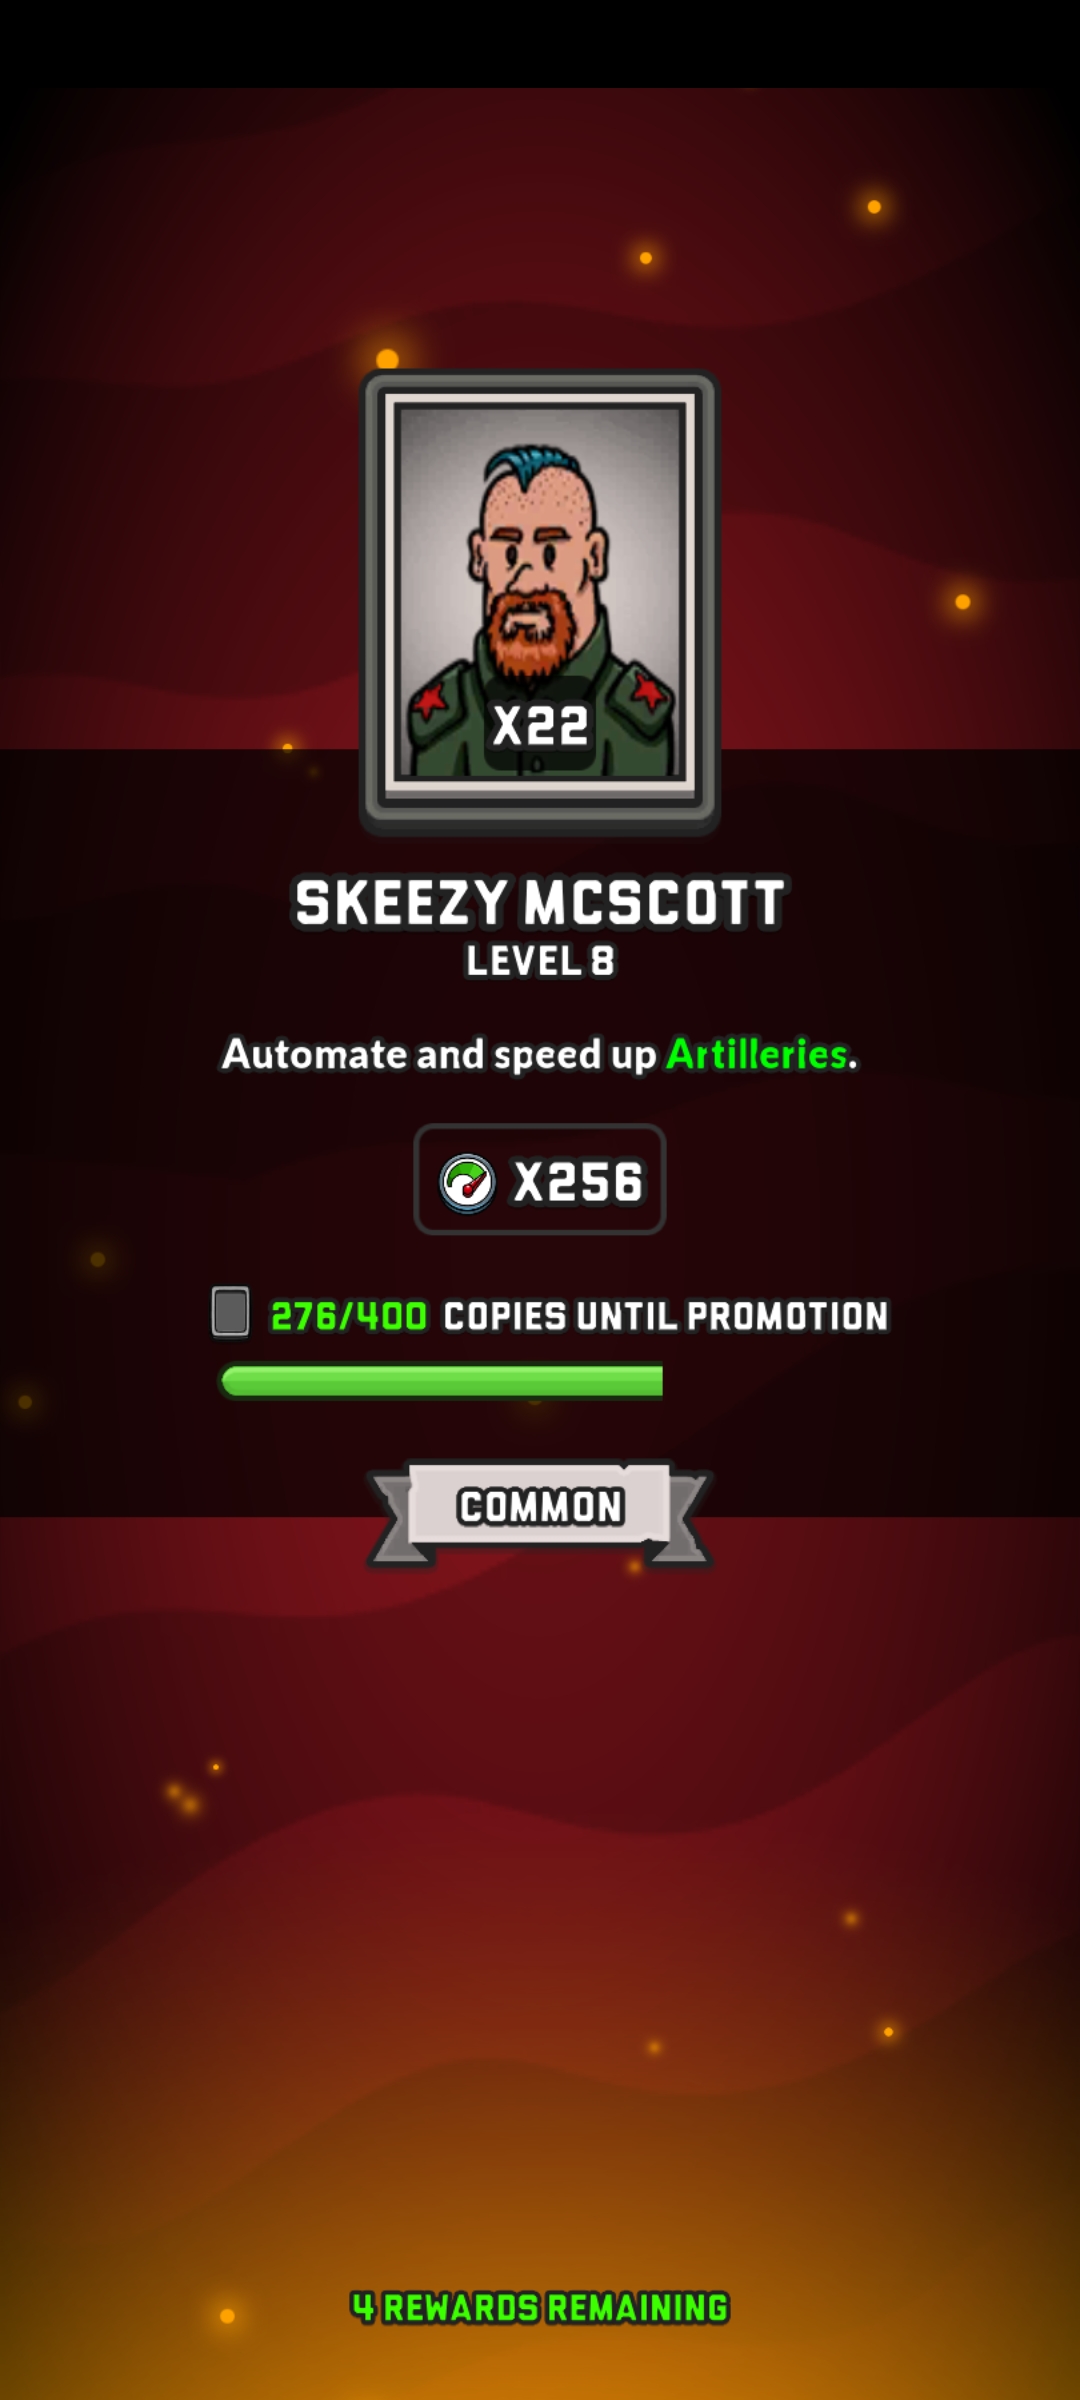 X22
SKEEZY MCSCOTT
LEVEL 8
Automate and speed up Artilleries.
X256
276/400 COPIES UNTIL PROMOTION
COMMON
4 REWARDS REMAINING